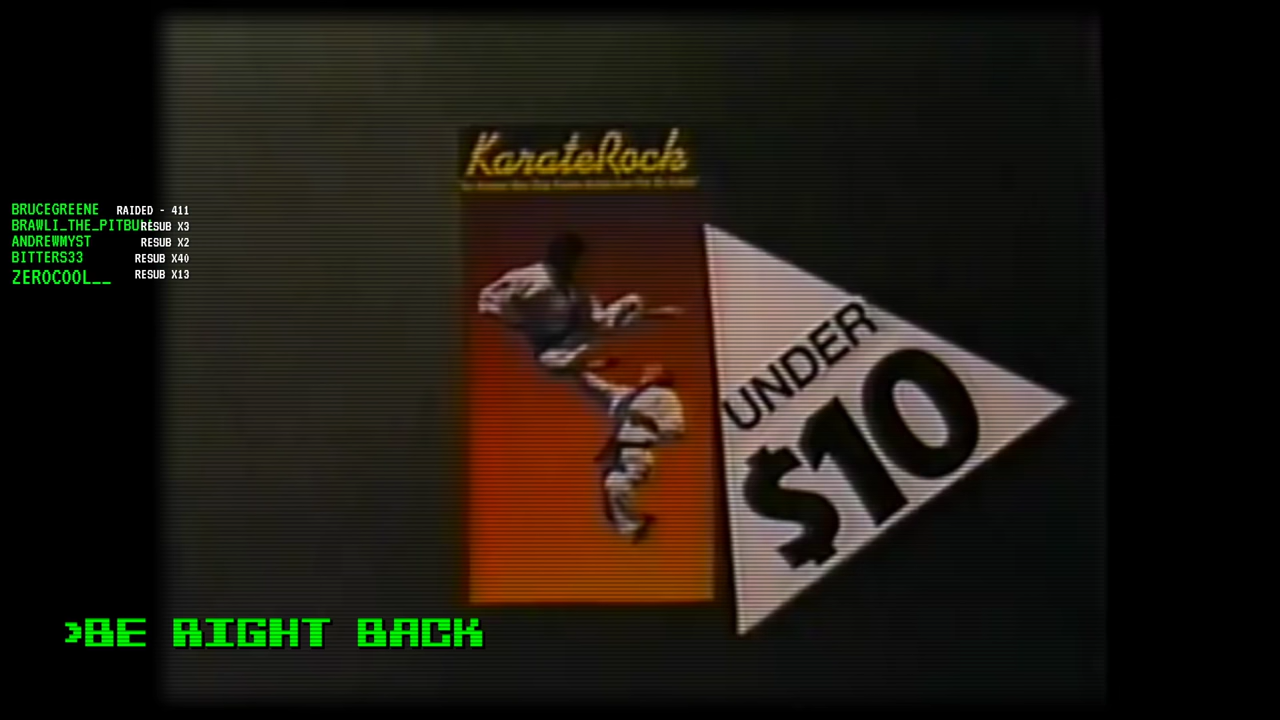 KarateRock
BRUCEGREENE RAIDED - 411
BRAWLI_THE_PITBULL RESUB X3
ANDREWMYST RESUB X2
BITTERS33 RESUB X40
ZEROCOOL__ RESUB X13
UNDER
$10
>BE RIGHT BACK